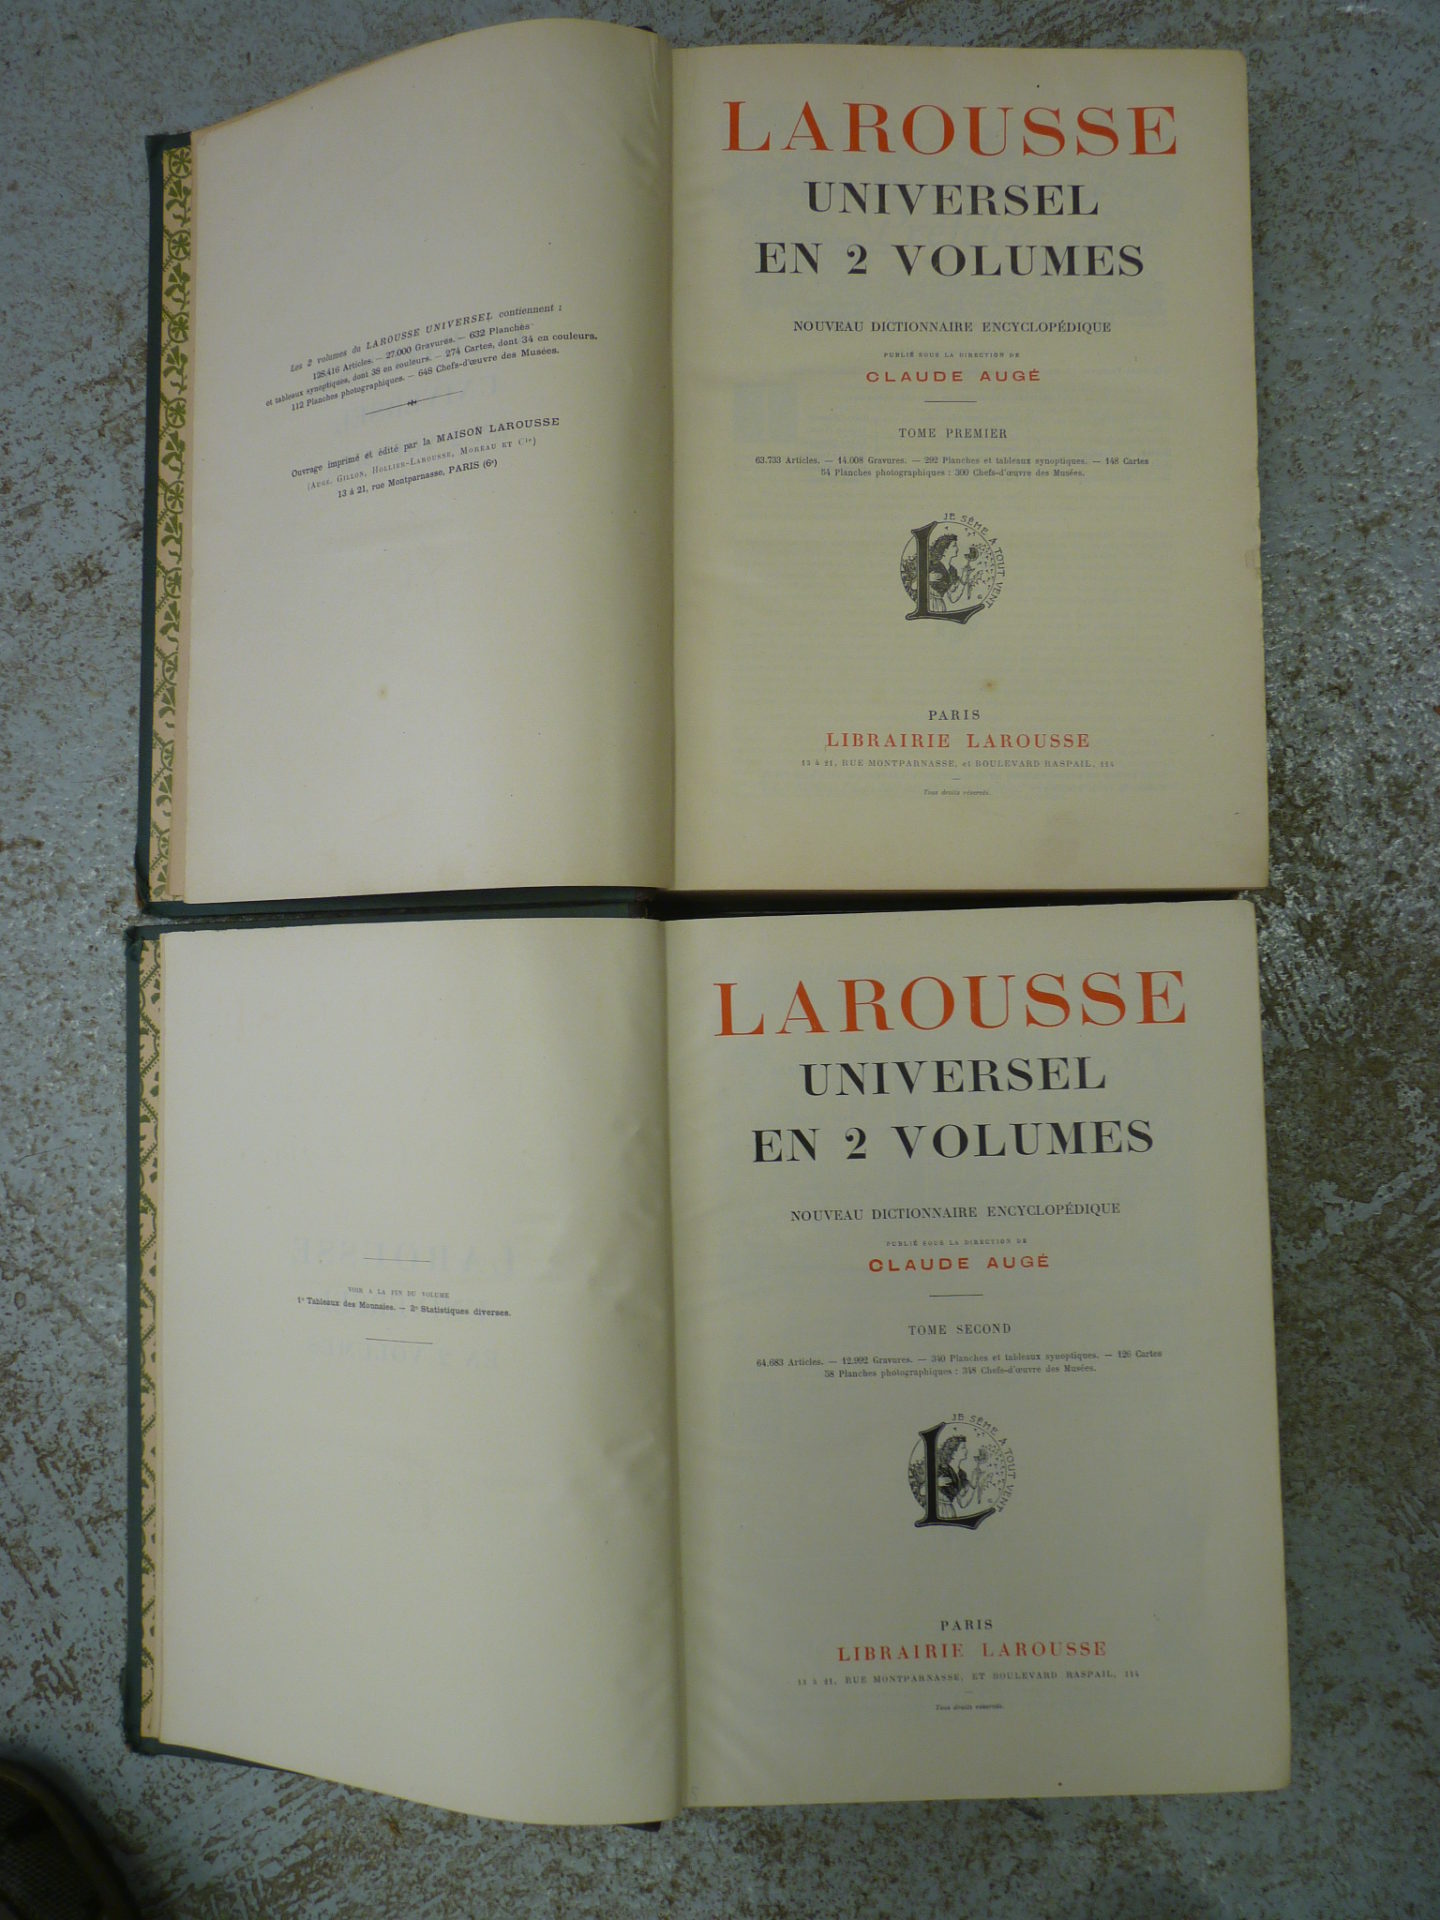 Les 2 volumes du LAROUSSE UNIVERSEL contiennent :
128.416 Articles. — 27.000 Gravures. — 632 Planches
et tableaux synoptiques, dont 38 en couleurs. — 274 Cartes, dont 34 en couleurs.
112 Planches photographiques. — 648 Chefs-d'œuvre des Musées.
Ouvrage imprimé et édité par la MAISON LAROUSSE
(AUGÉ, GILLON, HOLLIER-LAROUSSE, MOREAU ET Cie)
13 à 21, rue Montparnasse, PARIS (6e)
LAROUSSE
UNIVERSEL
EN 2 VOLUMES
NOUVEAU DICTIONNAIRE ENCYCLOPÉDIQUE
PUBLIÉ SOUS LA DIRECTION DE
CLAUDE AUGÉ
TOME PREMIER
63.733 Articles. — 14.008 Gravures. — 292 Planches et tableaux synoptiques. — 148 Cartes
54 Planches photographiques : 300 Chefs-d'œuvre des Musées.
JE SÈME A TOUT VENT
PARIS
LIBRAIRIE LAROUSSE
13 à 21, RUE MONTPARNASSE, et BOULEVARD RASPAIL, 114
Tous droits réservés.
VOIR A LA FIN DU VOLUME
1° Tableaux des Monnaies. — 2° Statistiques diverses.
LAROUSSE
UNIVERSEL
EN 2 VOLUMES
NOUVEAU DICTIONNAIRE ENCYCLOPÉDIQUE
PUBLIÉ SOUS LA DIRECTION DE
CLAUDE AUGÉ
TOME SECOND
64.683 Articles. — 12.992 Gravures. — 340 Planches et tableaux synoptiques. — 126 Cartes
58 Planches photographiques : 348 Chefs-d'œuvre des Musées.
JE SÈME A TOUT VENT
PARIS
LIBRAIRIE LAROUSSE
13 à 21, RUE MONTPARNASSE, ET BOULEVARD RASPAIL, 114
Tous droits réservés.